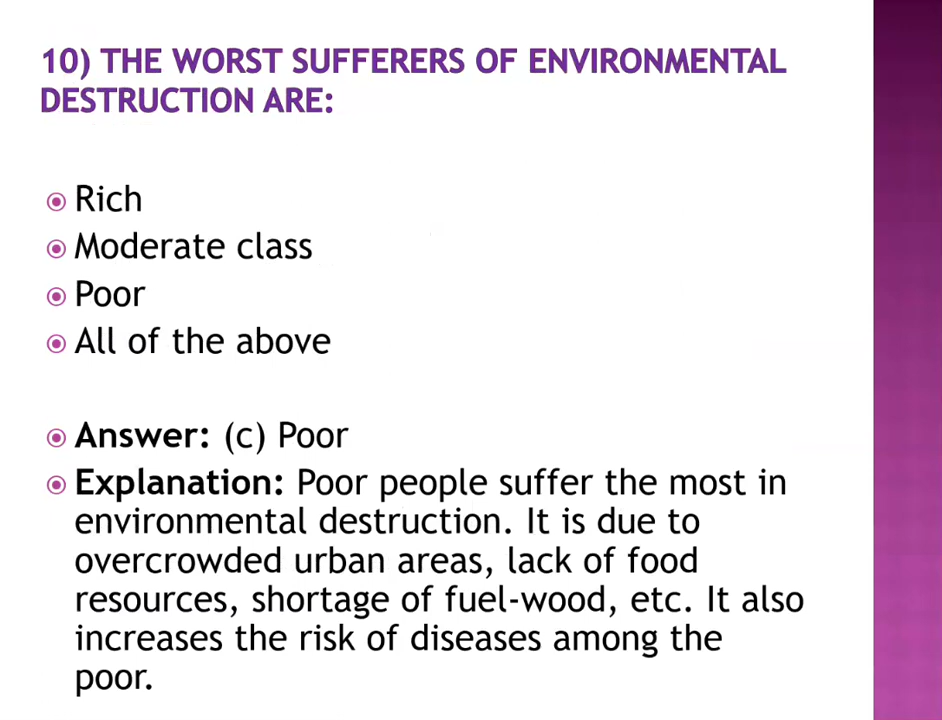 10) THE WORST SUFFERERS OF ENVIRONMENTAL
DESTRUCTION ARE:
Rich
Moderate class
Poor
All of the above
Answer: (c) Poor
Explanation: Poor people suffer the most in
environmental destruction. It is due to
overcrowded urban areas, lack of food
resources, shortage of fuel-wood, etc. It also
increases the risk of diseases among the
poor.